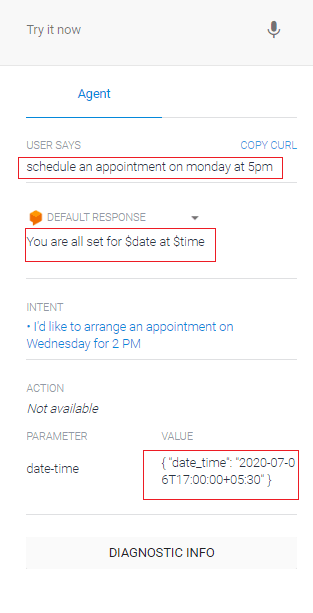 Try it now
Agent
USER SAYS COPY CURL
schedule an appointment on monday at 5pm
DEFAULT RESPONSE
You are all set for $date at $time
INTENT
• I'd like to arrange an appointment on
Wednesday for 2 PM
ACTION
Not available
PARAMETER VALUE
date-time
{ "date_time": "2020-07-0
6T17:00:00+05:30" }
DIAGNOSTIC INFO